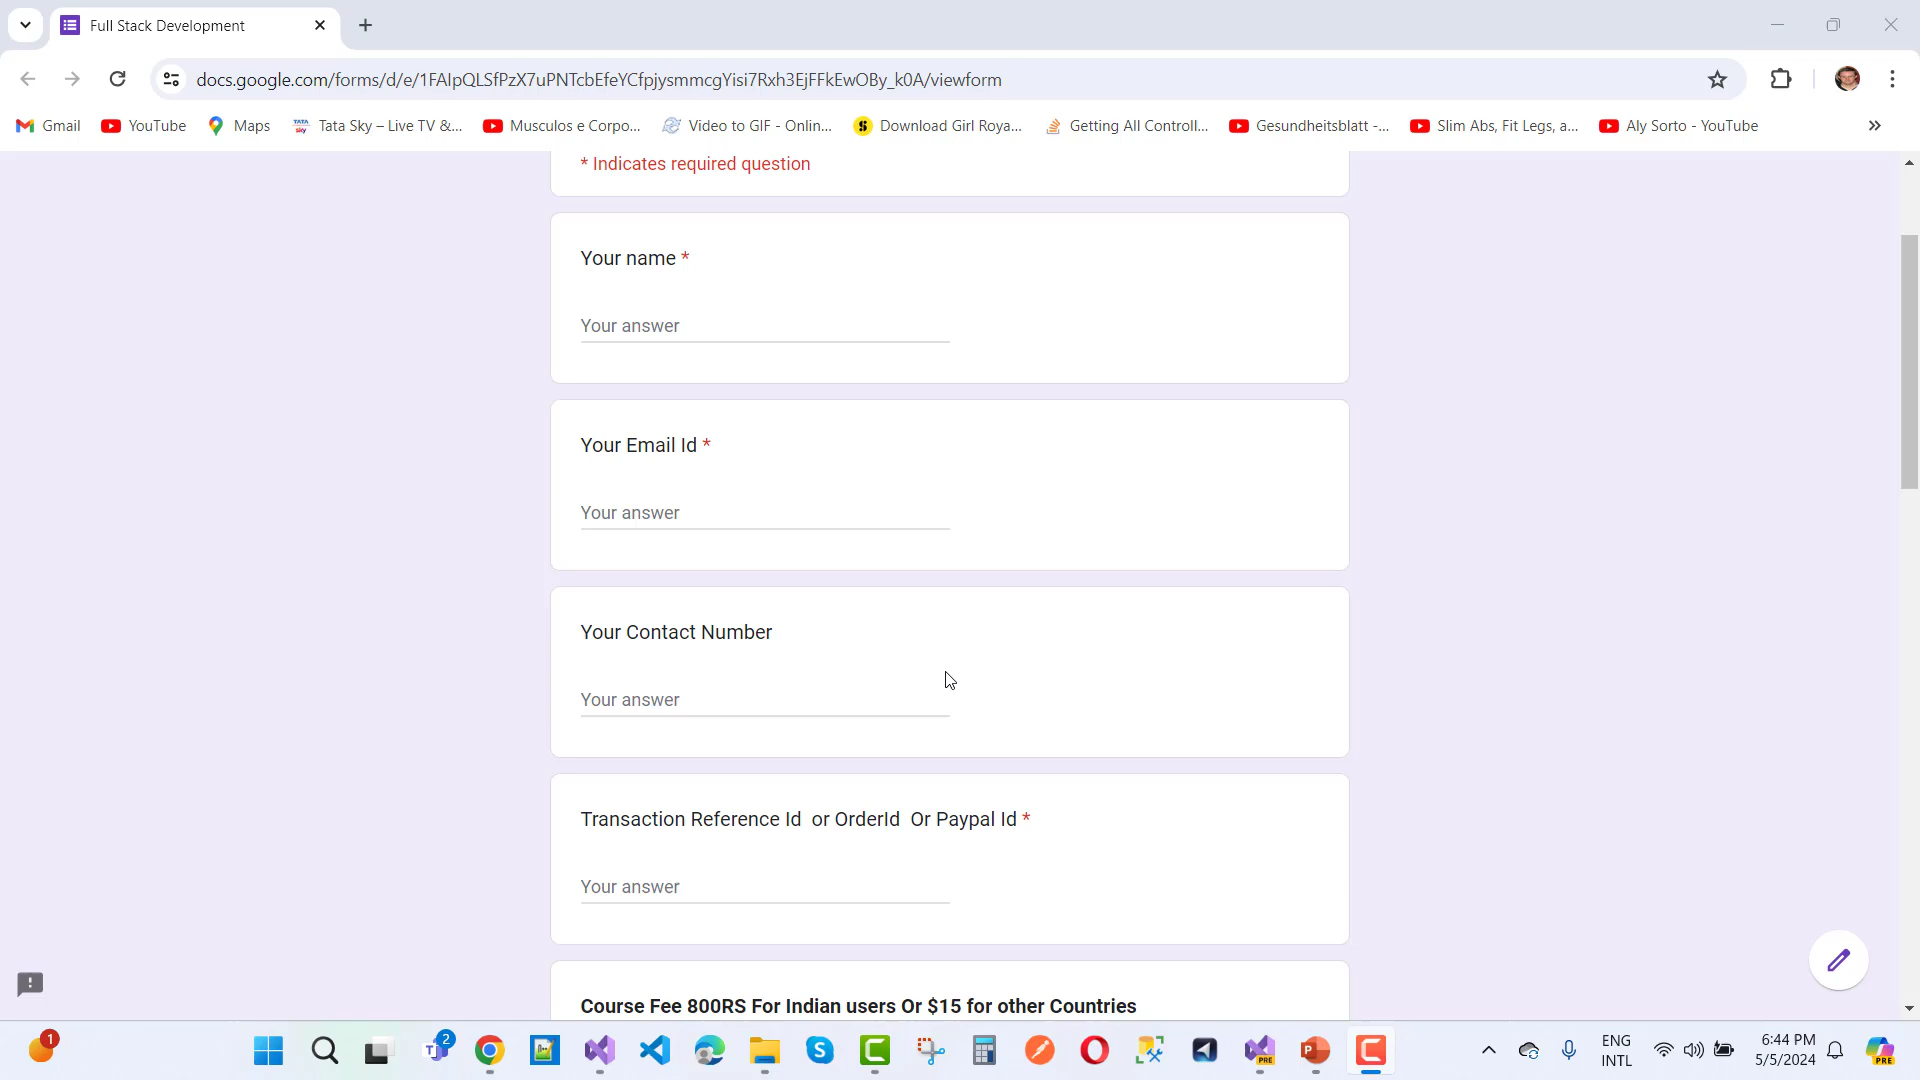 Full Stack Development
docs.google.com/forms/d/e/1FAIpQLSfPzX7uPNTcbEfeYCfpjysmmcgYisi7Rxh3EjFFkEwOBy_k0A/viewform
Gmail
YouTube
Maps
Tata Sky – Live TV &...
Musculos e Corpo...
Video to GIF - Onlin...
Download Girl Roya...
Getting All Controll...
Gesundheitsblatt -...
Slim Abs, Fit Legs, a...
Aly Sorto - YouTube
* Indicates required question
Your name *
Your answer
Your Email Id *
Your answer
Your Contact Number
Your answer
Transaction Reference Id or OrderId Or Paypal Id *
Your answer
Course Fee 800RS For Indian users Or $15 for other Countries
1
2
PRE
ENG
INTL
6:44 PM
5/5/2024
PRE